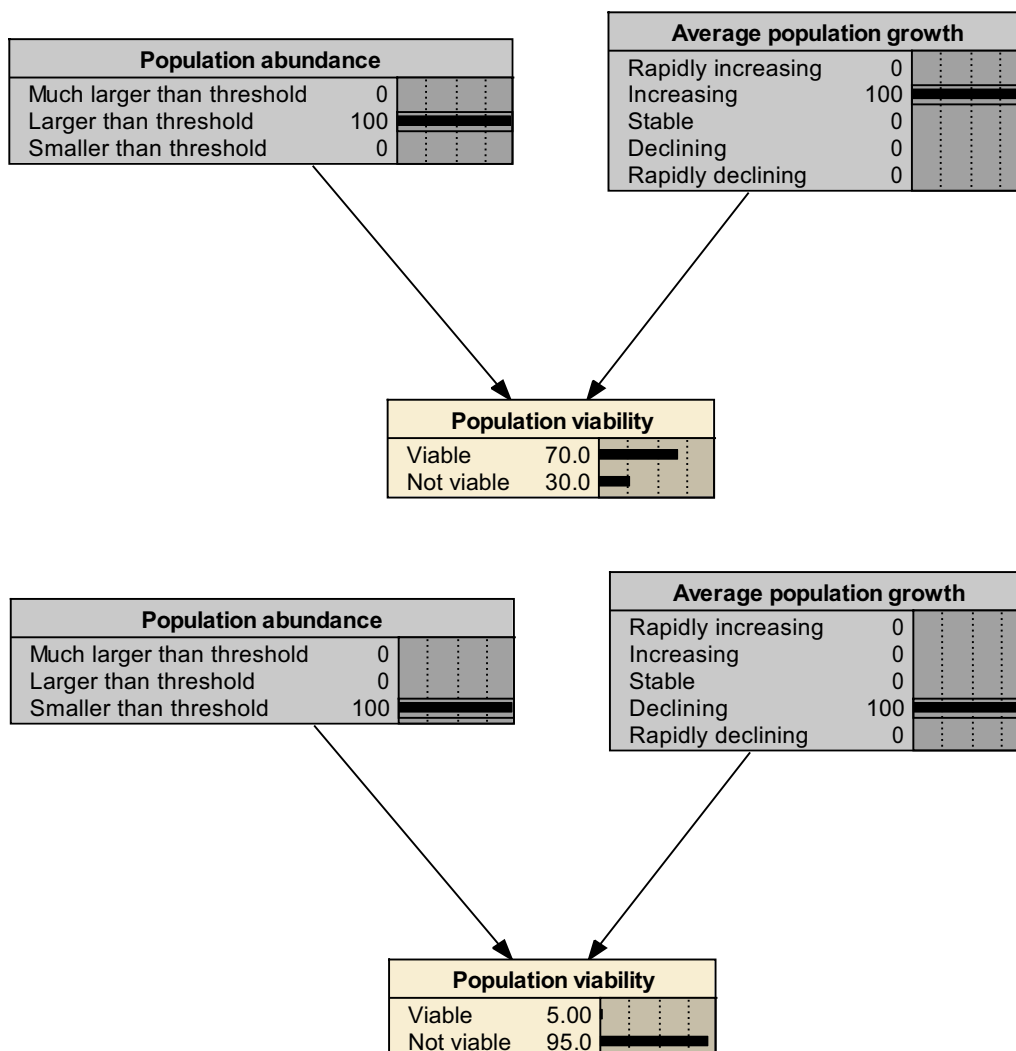 Population abundance
Much larger than threshold 0
Larger than threshold 100
Smaller than threshold 0
Average population growth
Rapidly increasing 0
Increasing 100
Stable 0
Declining 0
Rapidly declining 0
Population viability
Viable 70.0
Not viable 30.0
Population abundance
Much larger than threshold 0
Larger than threshold 0
Smaller than threshold 100
Average population growth
Rapidly increasing 0
Increasing 0
Stable 0
Declining 100
Rapidly declining 0
Population viability
Viable 5.00
Not viable 95.0